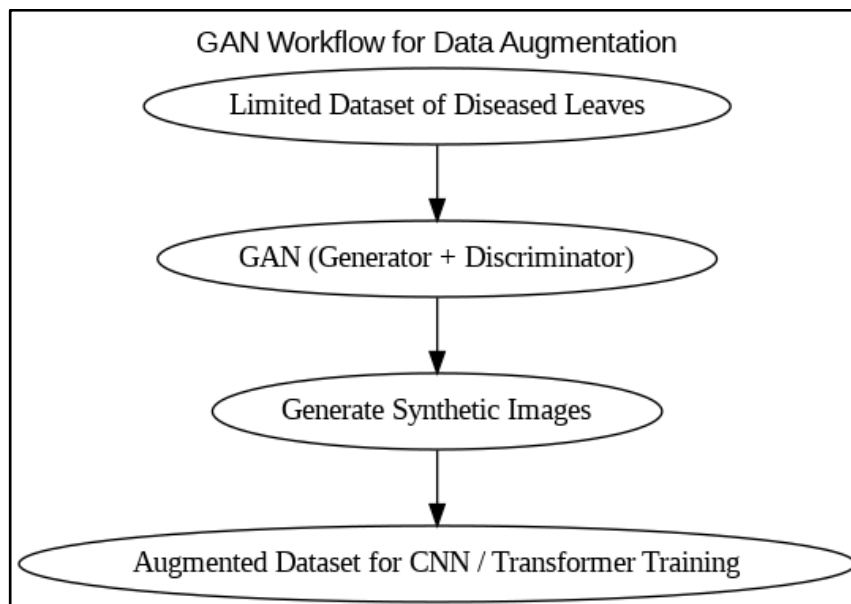 GAN Workflow for Data Augmentation
Limited Dataset of Diseased Leaves
GAN (Generator + Discriminator)
Generate Synthetic Images
Augmented Dataset for CNN / Transformer Training